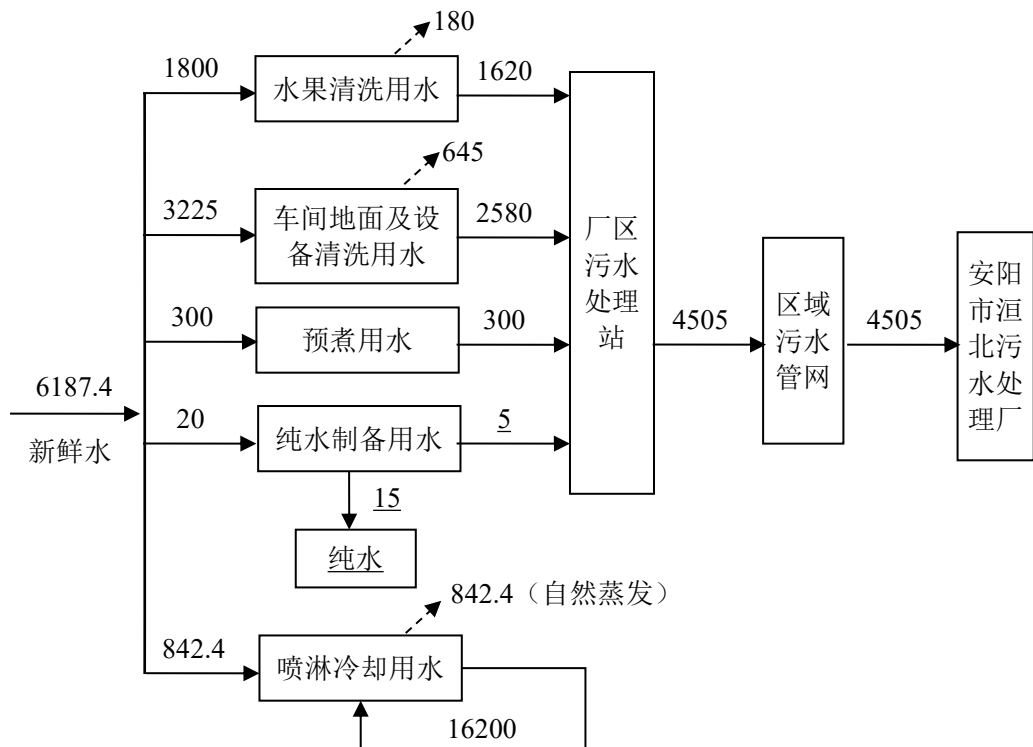 180
1800
水果清洗用水
1620
645
3225
车间地面及设
备清洗用水
2580
300
预煮用水
300
6187.4
新鲜水
20
纯水制备用水
5
15
纯水
厂区
污水
处理
站
4505
区域
污水
管网
4505
安阳
市洹
北污
水处
理厂
842.4（自然蒸发）
842.4
喷淋冷却用水
16200